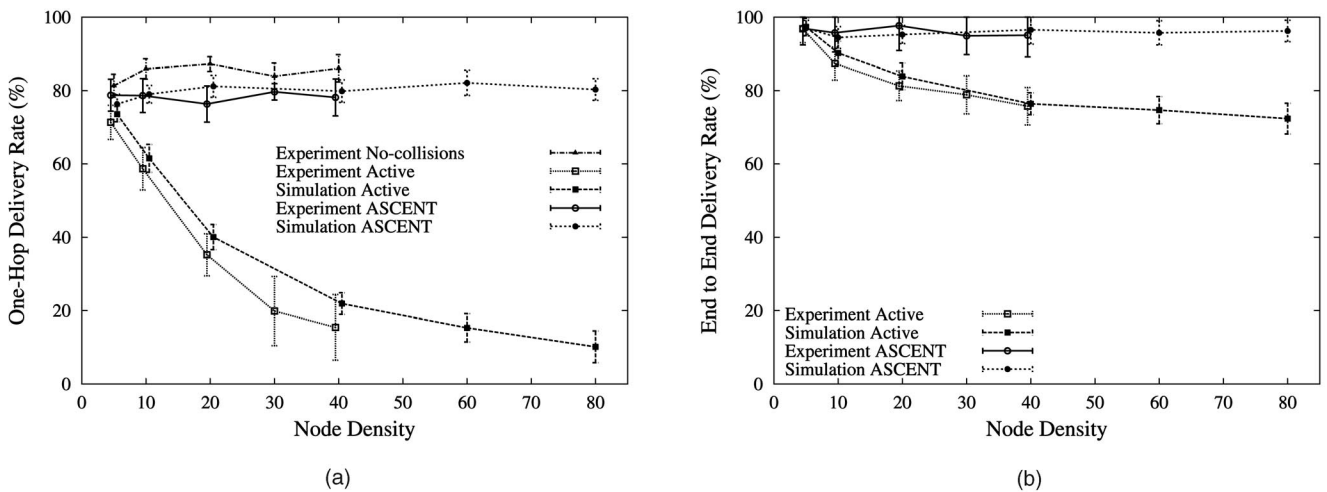 One-Hop Delivery Rate (%)
100
80
60
40
20
0
Experiment No-collisions
Experiment Active
Simulation Active
Experiment ASCENT
Simulation ASCENT
0 10 20 30 40 50 60 70 80
Node Density
(a)
End to End Delivery Rate (%)
100
80
60
40
20
0
Experiment Active
Simulation Active
Experiment ASCENT
Simulation ASCENT
0 10 20 30 40 50 60 70 80
Node Density
(b)